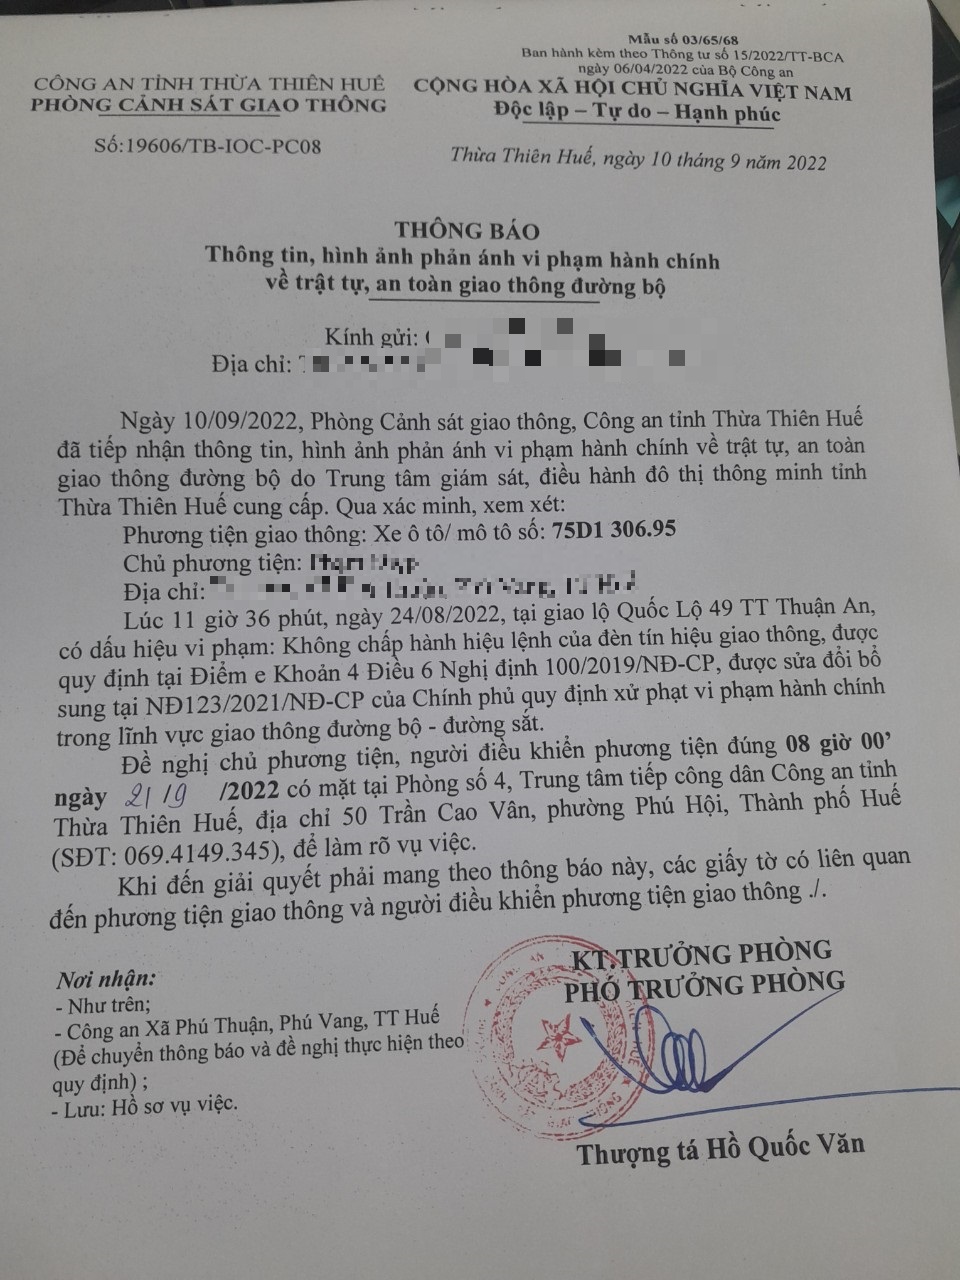 Mẫu số 03/65/68
Ban hành kèm theo Thông tư số 15/2022/TT-BCA
ngày 06/04/2022 của Bộ Công an
CÔNG AN TỈNH THỪA THIÊN HUẾ
PHÒNG CẢNH SÁT GIAO THÔNG
CỘNG HÒA XÃ HỘI CHỦ NGHĨA VIỆT NAM
Độc lập – Tự do – Hạnh phúc
Số:19606/TB-IOC-PC08
Thừa Thiên Huế, ngày 10 tháng 9 năm 2022
THÔNG BÁO
Thông tin, hình ảnh phản ánh vi phạm hành chính
về trật tự, an toàn giao thông đường bộ
Kính gửi:
Địa chỉ:
Ngày 10/09/2022, Phòng Cảnh sát giao thông, Công an tỉnh Thừa Thiên Huế
đã tiếp nhận thông tin, hình ảnh phản ánh vi phạm hành chính về trật tự, an toàn
giao thông đường bộ do Trung tâm giám sát, điều hành đô thị thông minh tỉnh
Thừa Thiên Huế cung cấp. Qua xác minh, xem xét:
Phương tiện giao thông: Xe ô tô/ mô tô số: 75D1 306.95
Chủ phương tiện:
Địa chỉ:
Lúc 11 giờ 36 phút, ngày 24/08/2022, tại giao lộ Quốc Lộ 49 TT Thuận An,
có dấu hiệu vi phạm: Không chấp hành hiệu lệnh của đèn tín hiệu giao thông, được
quy định tại Điểm e Khoản 4 Điều 6 Nghị định 100/2019/NĐ-CP, được sửa đổi bổ
sung tại NĐ123/2021/NĐ-CP của Chính phủ quy định xử phạt vi phạm hành chính
trong lĩnh vực giao thông đường bộ - đường sắt.
Đề nghị chủ phương tiện, người điều khiển phương tiện đúng 08 giờ 00’
ngày 21/9 /2022 có mặt tại Phòng số 4, Trung tâm tiếp công dân Công an tỉnh
Thừa Thiên Huế, địa chỉ 50 Trần Cao Vân, phường Phú Hội, Thành phố Huế
(SĐT: 069.4149.345), để làm rõ vụ việc.
Khi đến giải quyết phải mang theo thông báo này, các giấy tờ có liên quan
đến phương tiện giao thông và người điều khiển phương tiện giao thông ./.
Nơi nhận:
- Như trên;
- Công an Xã Phú Thuận, Phú Vang, TT Huế
(Để chuyển thông báo và đề nghị thực hiện theo
quy định) ;
- Lưu: Hồ sơ vụ việc.
KT.TRƯỞNG PHÒNG
PHÓ TRƯỞNG PHÒNG
Thượng tá Hồ Quốc Văn